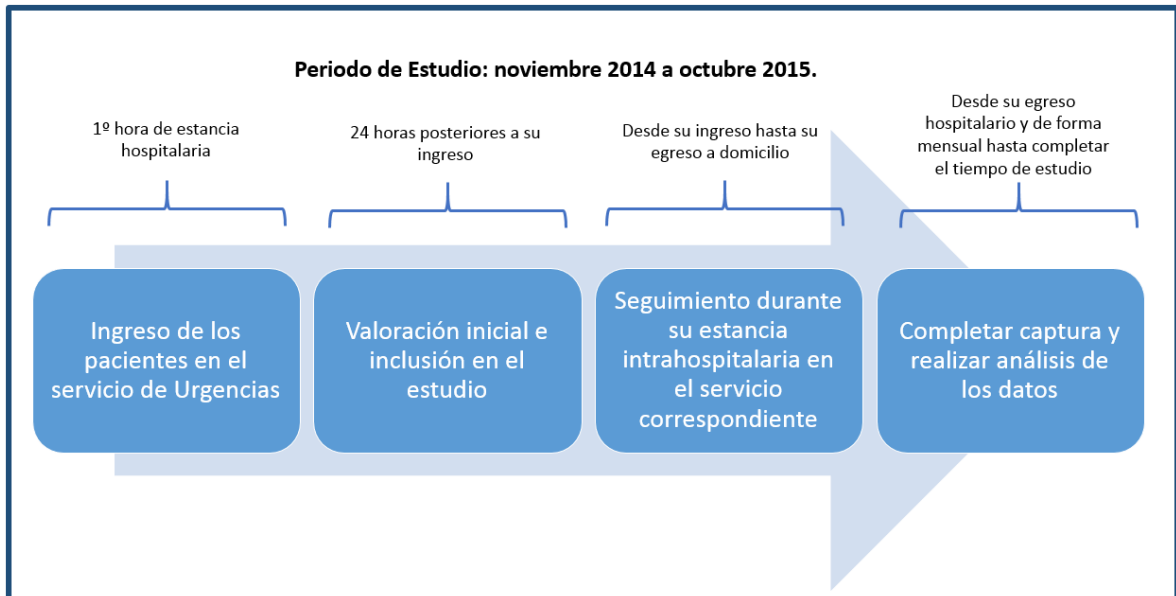 Periodo de Estudio: noviembre 2014 a octubre 2015.
1º hora de estancia
hospitalaria
24 horas posteriores a su
ingreso
Desde su ingreso hasta su
egreso a domicilio
Desde su egreso
hospitalario y de forma
mensual hasta completar
el tiempo de estudio
Ingreso de los
pacientes en el
servicio de Urgencias
Valoración inicial e
inclusión en el
estudio
Seguimiento durante
su estancia
intrahospitalaria en
el servicio
correspondiente
Completar captura y
realizar análisis de
los datos